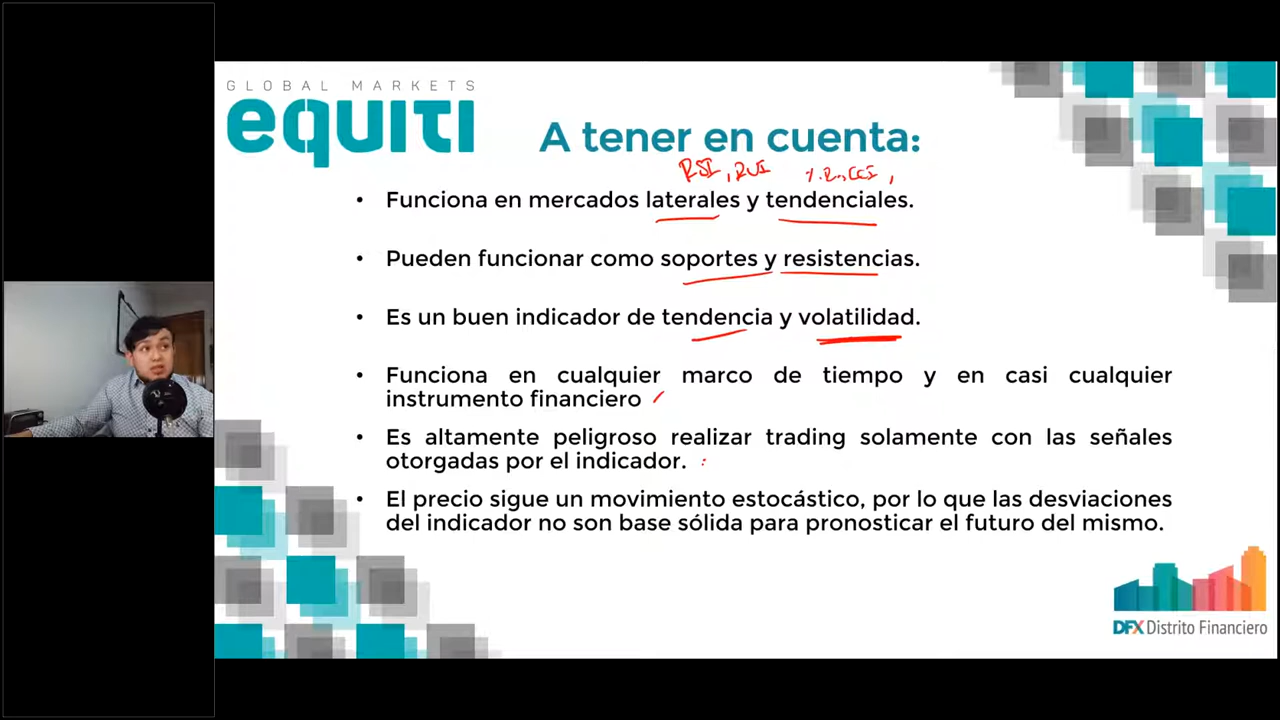 GLOBAL MARKETS
equiti
A tener en cuenta:
RSI, RVI %R, CCI,
• Funciona en mercados laterales y tendenciales.
• Pueden funcionar como soportes y resistencias.
• Es un buen indicador de tendencia y volatilidad.
• Funciona en cualquier marco de tiempo y en casi cualquier
instrumento financiero
• Es altamente peligroso realizar trading solamente con las señales
otorgadas por el indicador.
• El precio sigue un movimiento estocástico, por lo que las desviaciones
del indicador no son base sólida para pronosticar el futuro del mismo.
DFX Distrito Financiero